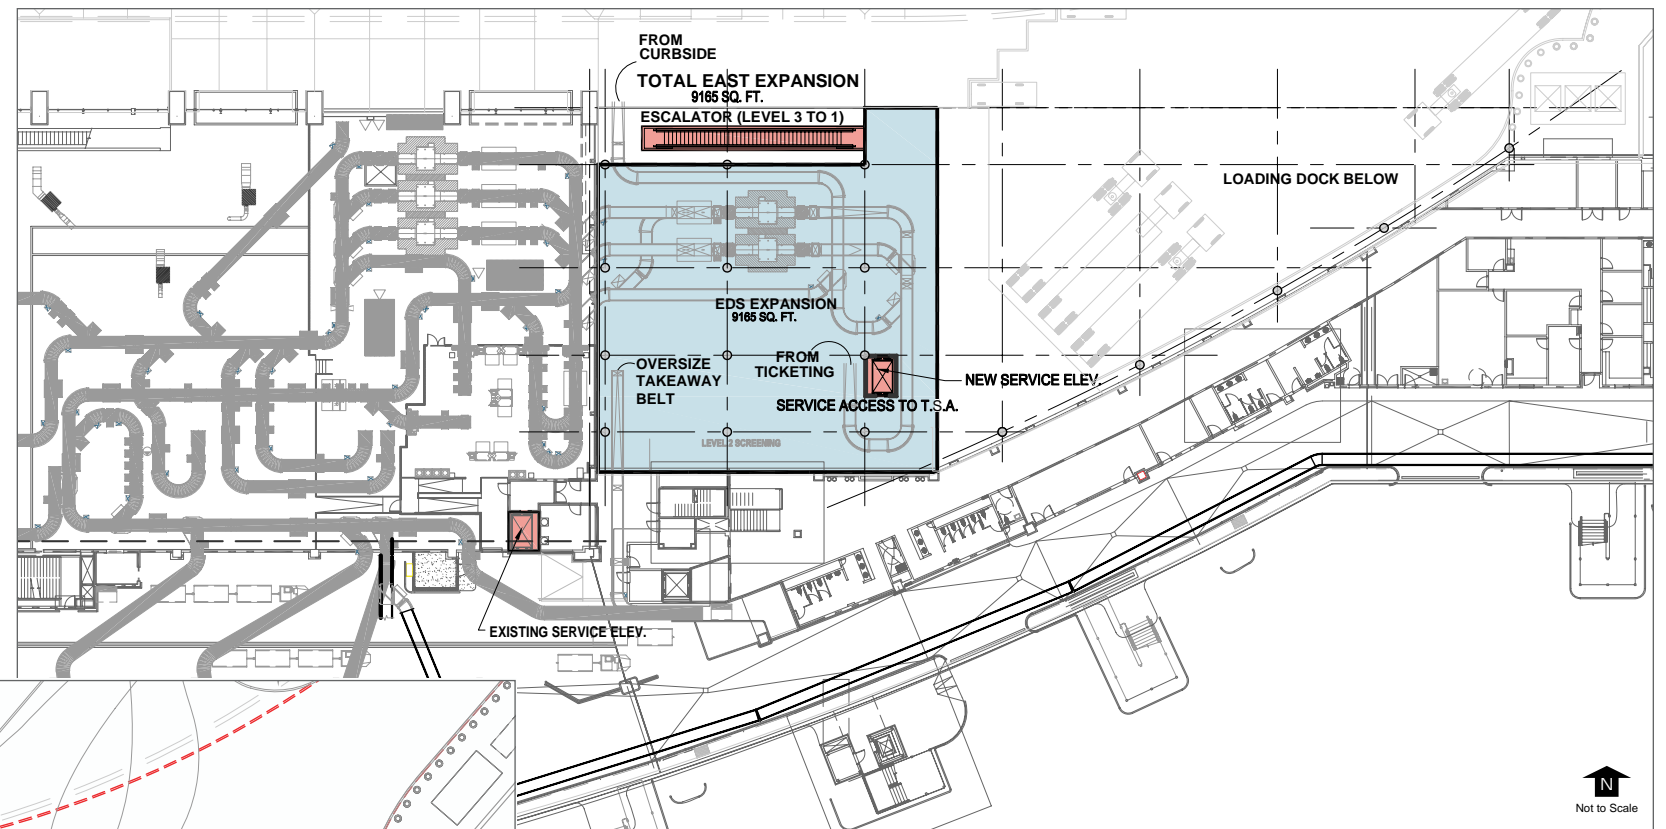 FROM
CURBSIDE
TOTAL EAST EXPANSION
9165 SQ. FT.
ESCALATOR (LEVEL 3 TO 1)
LOADING DOCK BELOW
EDS EXPANSION
9165 SQ. FT.
OVERSIZE
TAKEAWAY
BELT
FROM
TICKETING
NEW SERVICE ELEV.
SERVICE ACCESS TO T.S.A.
LEVEL 2 SCREENING
EXISTING SERVICE ELEV.
N
Not to Scale